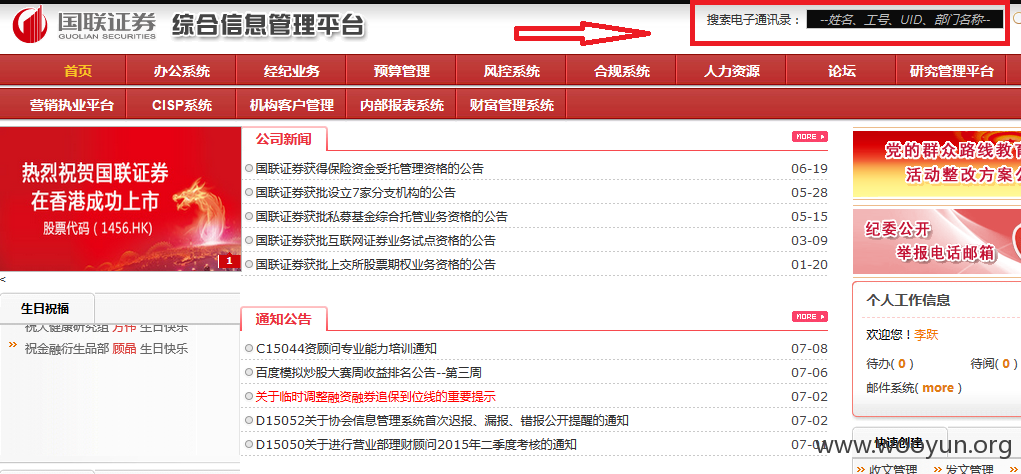 国联证券
GUOLIAN SECURITIES
综合信息管理平台
搜索电子通讯录： --姓名、工号、UID、部门名称--
首页 办公系统 经纪业务 预算管理 风控系统 合规系统 人力资源 论坛 研究管理平台
营销执业平台 CISP系统 机构客户管理 内部报表系统 财富管理系统
热烈祝贺国联证券
在香港成功上市
股票代码（1456.HK）
1
<
公司新闻 MORE
国联证券获得保险资金受托管理资格的公告 06-19
国联证券获批设立7家分支机构的公告 05-28
国联证券获批私募基金综合托管业务资格的公告 05-15
国联证券获批互联网证券业务试点资格的公告 03-09
国联证券获批上交所股票期权业务资格的公告 01-20
党的群众路线教育
活动整改方案公
纪委公开
举报电话邮箱
生日祝福
祝大健康研究组 万伟 生日快乐
祝金融衍生品部 顾晶 生日快乐
通知公告 MORE
C15044资顾问专业能力培训通知 07-08
百度模拟炒股大赛周收益排名公告--第三周 07-06
关于临时调整融资融券追保到位线的重要提示 07-02
D15052关于协会信息管理系统首次迟报、漏报、错报公开提醒的通知 07-02
D15050关于进行营业部理财顾问2015年二季度考核的通知 07-01
个人工作信息
欢迎您！李跃
待办( 0 ) 待阅( 0 )
邮件系统( more )
快速创建
收文管理 发文管理
www.wooyun.org